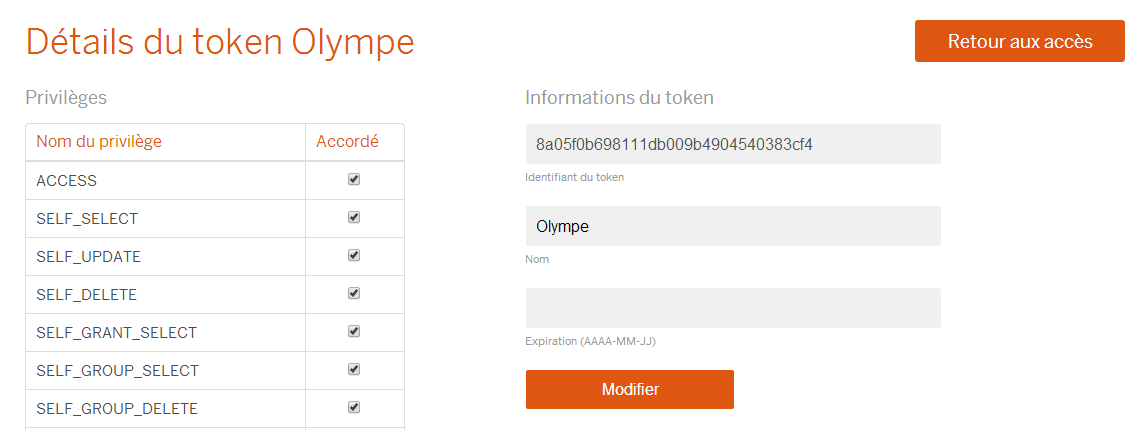 Détails du token Olympe
Retour aux accès
Privilèges
Nom du privilège Accordé
ACCESS
SELF_SELECT
SELF_UPDATE
SELF_DELETE
SELF_GRANT_SELECT
SELF_GROUP_SELECT
SELF_GROUP_DELETE
Informations du token
8a05f0b698111db009b4904540383cf4
Identifiant du token
Olympe
Nom
Expiration (AAAA-MM-JJ)
Modifier